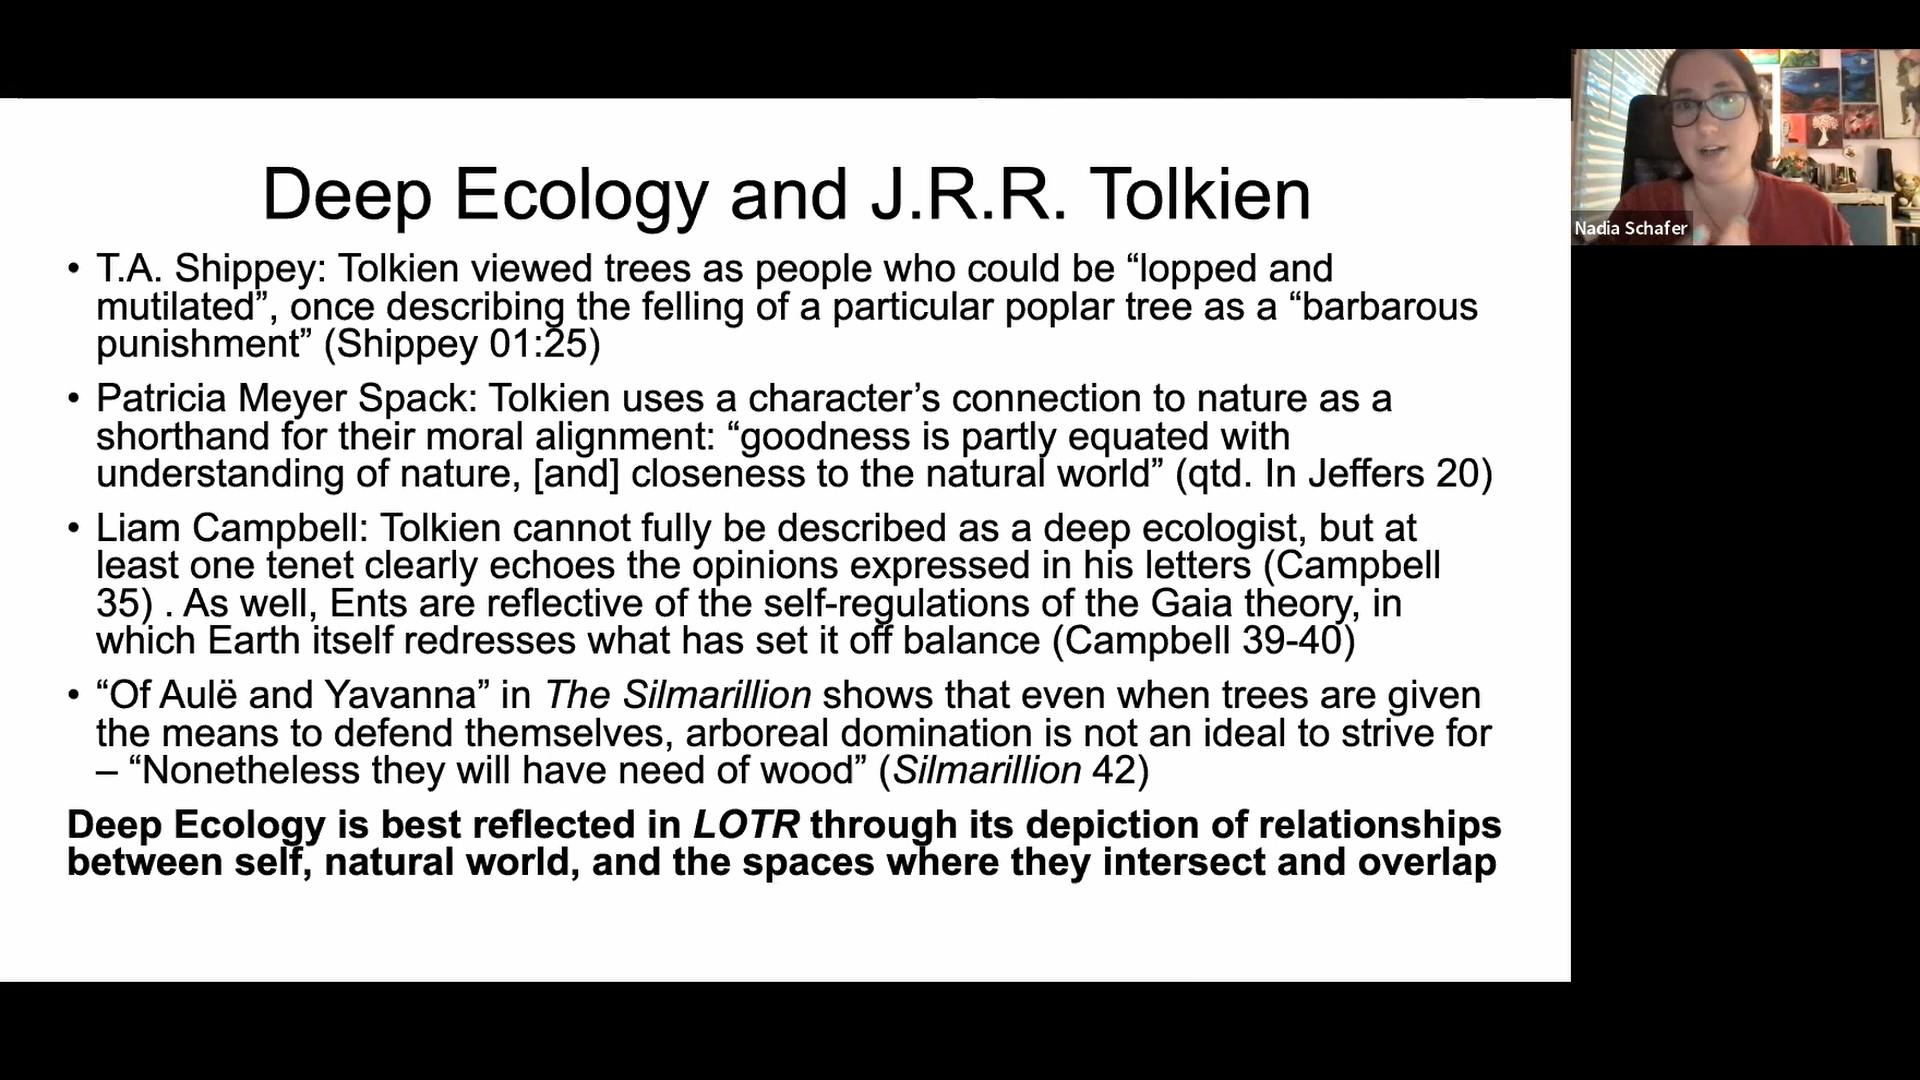 Deep Ecology and J.R.R. Tolkien
• T.A. Shippey: Tolkien viewed trees as people who could be “lopped and
mutilated”, once describing the felling of a particular poplar tree as a “barbarous
punishment” (Shippey 01:25)
• Patricia Meyer Spack: Tolkien uses a character’s connection to nature as a
shorthand for their moral alignment: “goodness is partly equated with
understanding of nature, [and] closeness to the natural world” (qtd. In Jeffers 20)
• Liam Campbell: Tolkien cannot fully be described as a deep ecologist, but at
least one tenet clearly echoes the opinions expressed in his letters (Campbell
35) . As well, Ents are reflective of the self-regulations of the Gaia theory, in
which Earth itself redresses what has set it off balance (Campbell 39-40)
• “Of Aulë and Yavanna” in The Silmarillion shows that even when trees are given
the means to defend themselves, arboreal domination is not an ideal to strive for
– “Nonetheless they will have need of wood” (Silmarillion 42)
Deep Ecology is best reflected in LOTR through its depiction of relationships
between self, natural world, and the spaces where they intersect and overlap
Nadia Schafer